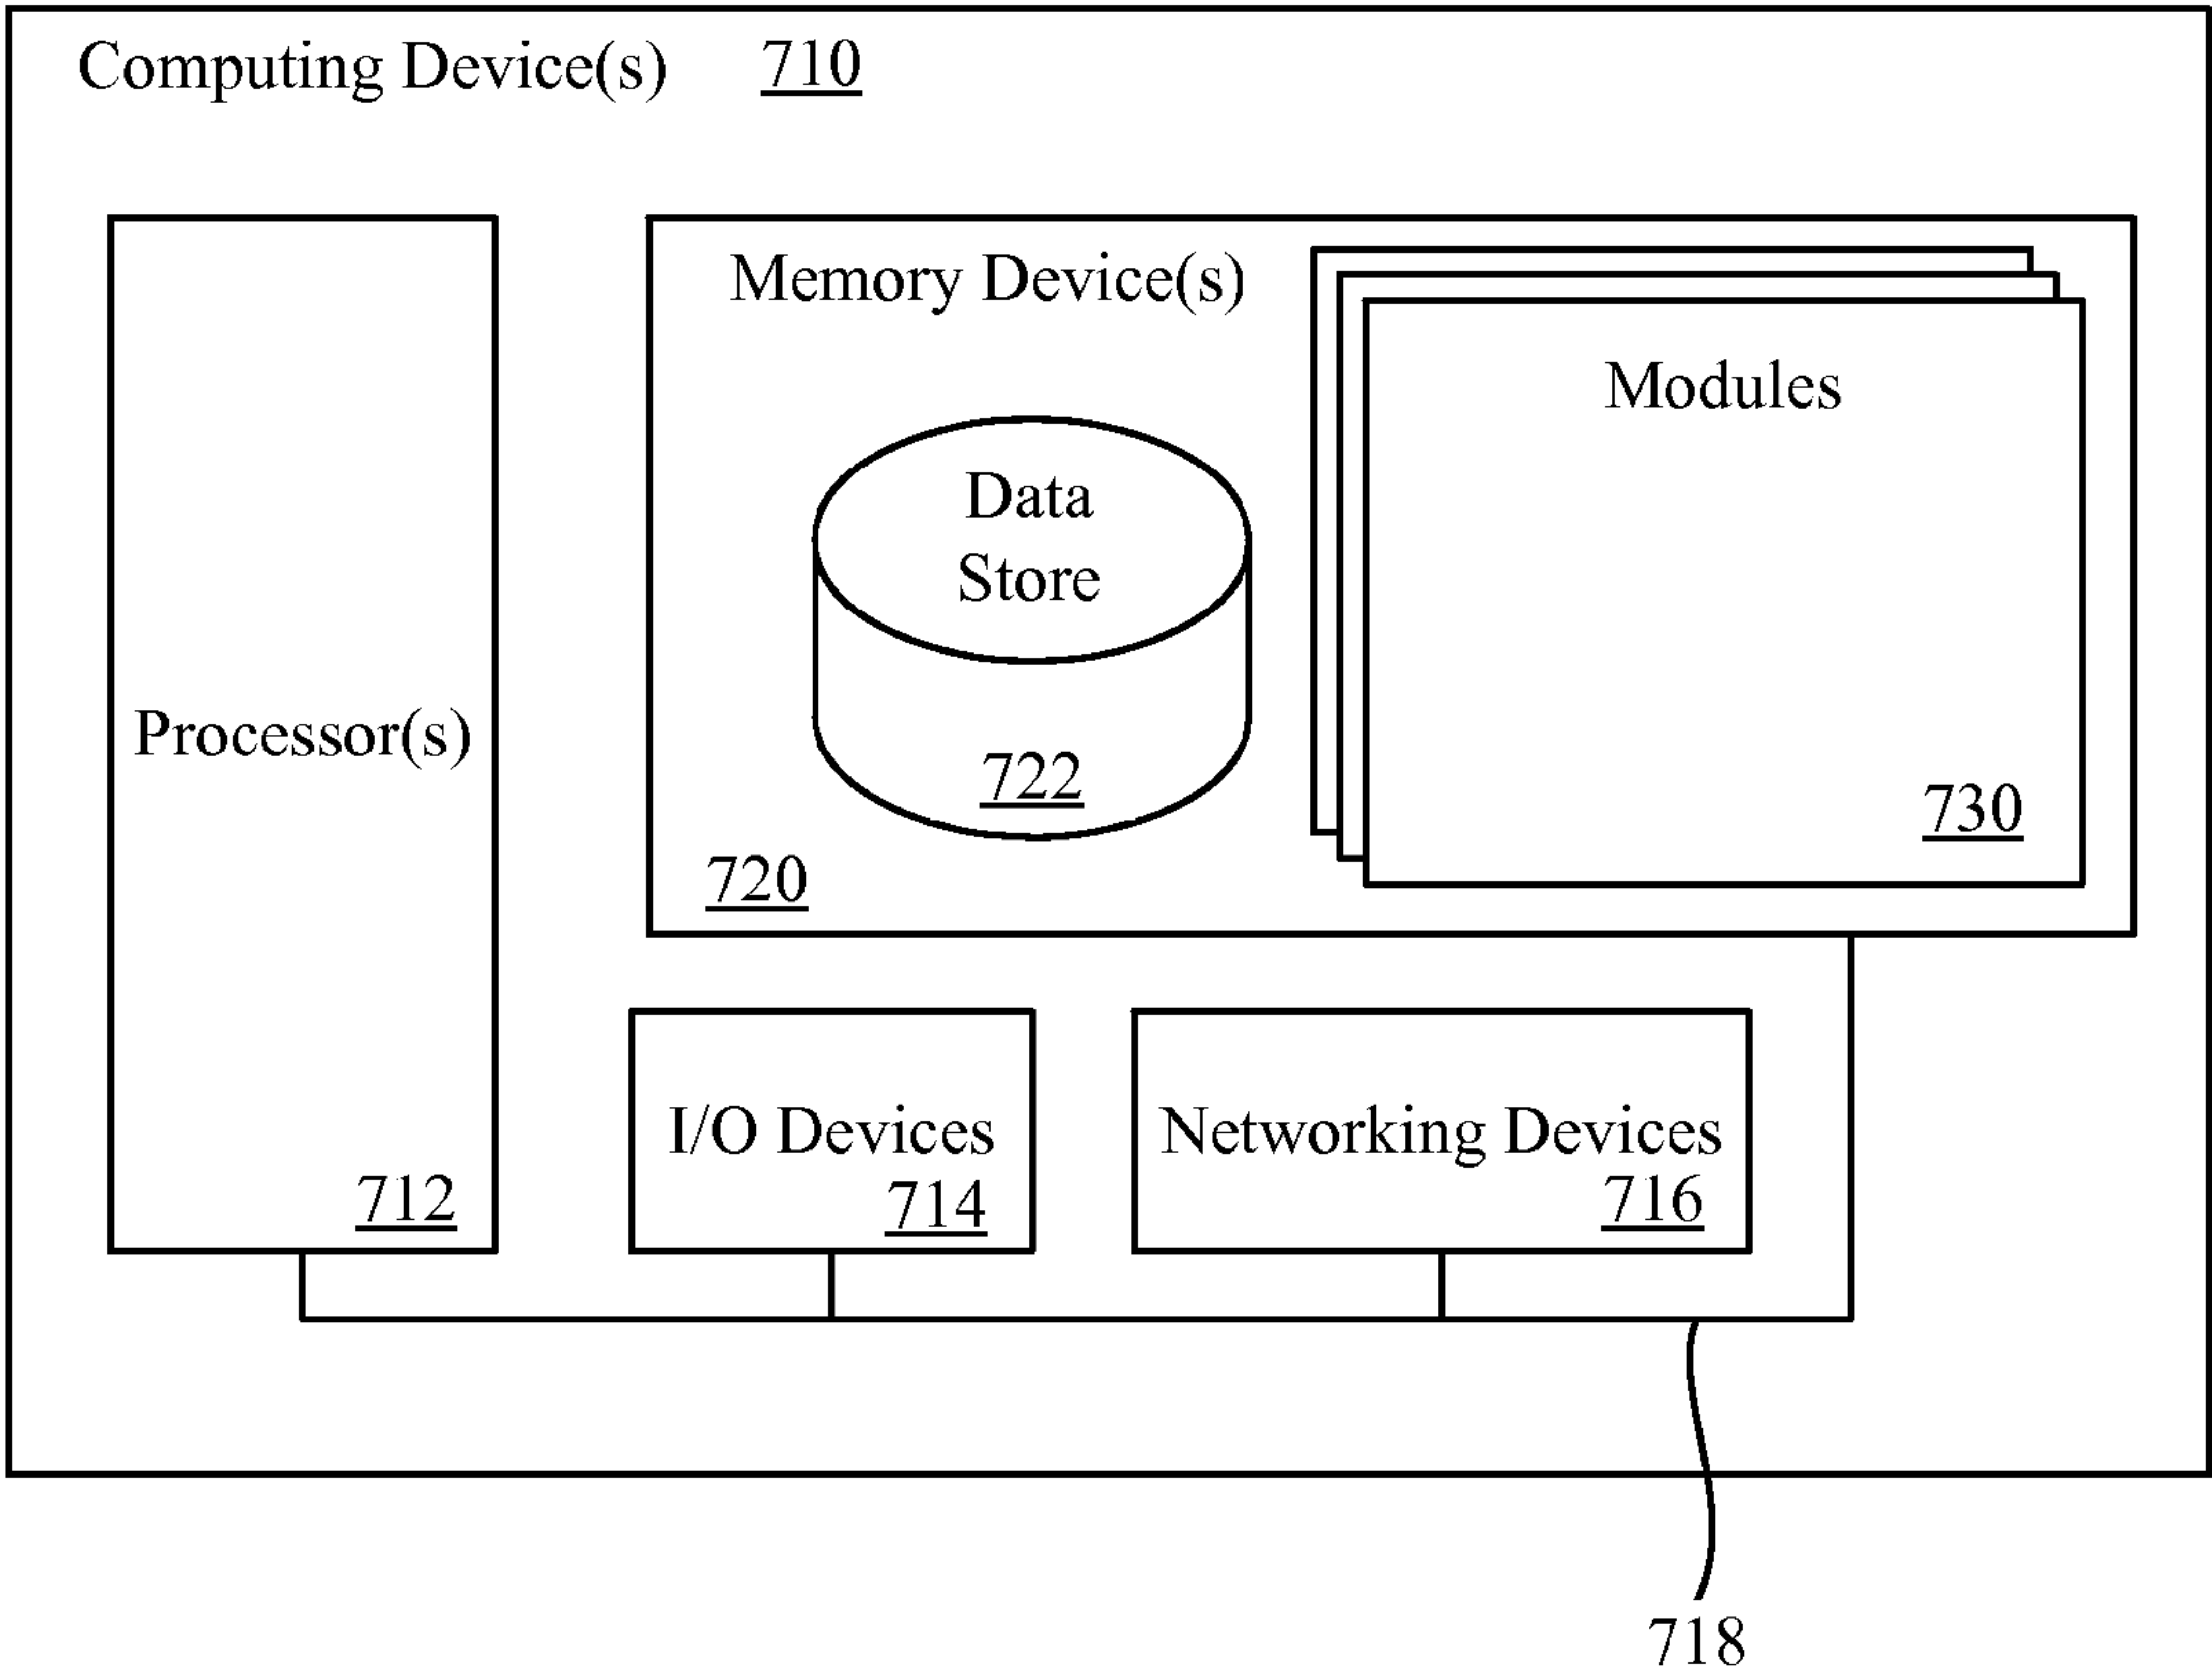 Computing Device(s) 710
Memory Device(s)
Modules
Data
Store
Processor(s)
722
730
720
I/O Devices
Networking Devices
712
714
716
718